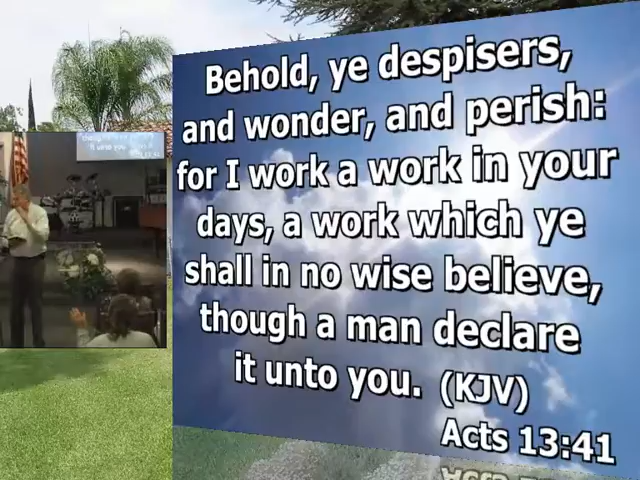 Behold, ye despisers,
and wonder, and perish:
for I work a work in your
days, a work which ye
shall in no wise believe,
though a man declare
it unto you. (KJV)
Acts 13:41